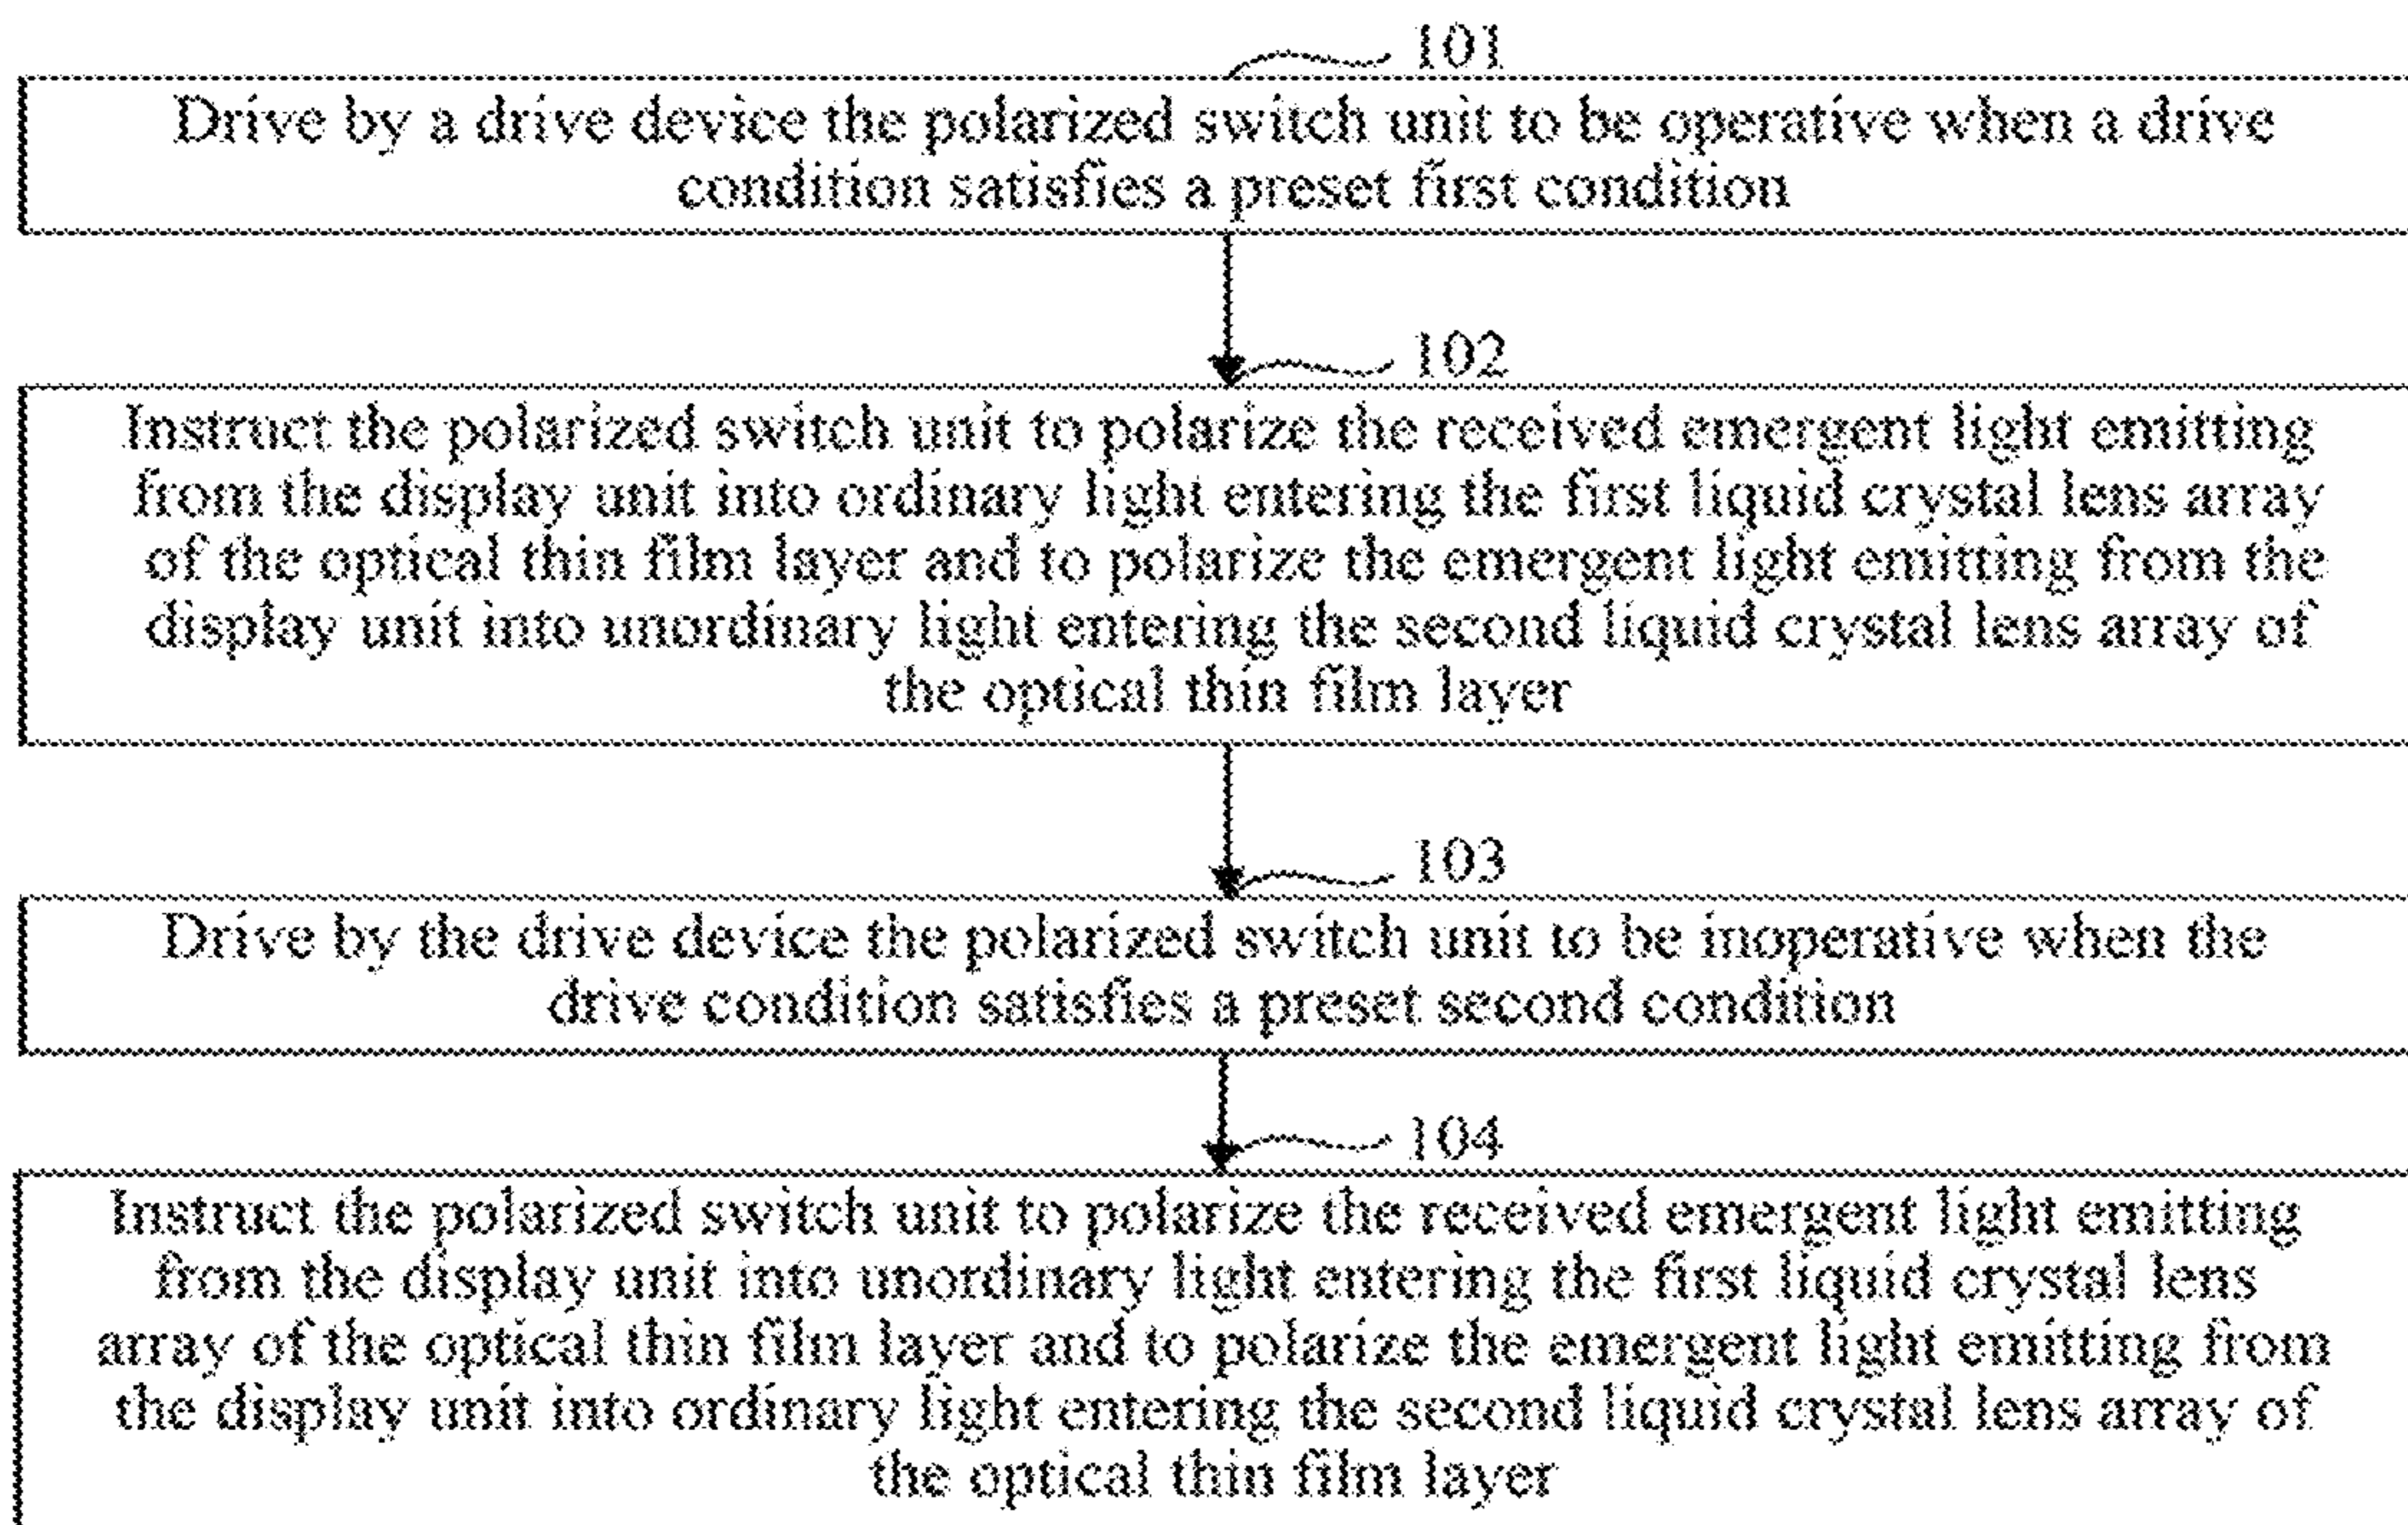 101
Drive by a drive device the polarized switch unit to be operative when a drive
condition satisfies a preset first condition
102
Instruct the polarized switch unit to polarize the received emergent light emitting
from the display unit into ordinary light entering the first liquid crystal lens array
of the optical thin film layer and to polarize the emergent light emitting from the
display unit into unordinary light entering the second liquid crystal lens array of
the optical thin film layer
103
Drive by the drive device the polarized switch unit to be inoperative when the
drive condition satisfies a preset second condition
104
Instruct the polarized switch unit to polarize the received emergent light emitting
from the display unit into unordinary light entering the first liquid crystal lens
array of the optical thin film layer and to polarize the emergent light emitting from
the display unit into ordinary light entering the second liquid crystal lens array of
the optical thin film layer